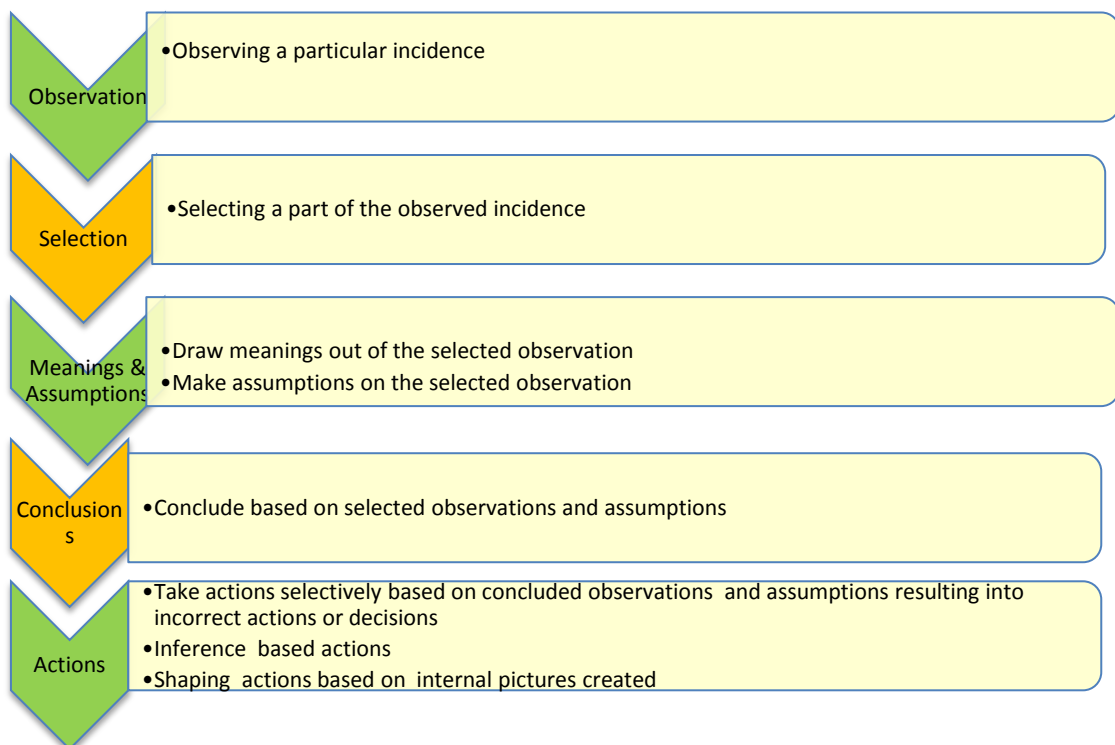 •Observing a particular incidence
Observation
•Selecting a part of the observed incidence
Selection
•Draw meanings out of the selected observation
•Make assumptions on the selected observation
Meanings &
Assumptions
•Conclude based on selected observations and assumptions
Conclusion
s
•Take actions selectively based on concluded observations and assumptions resulting into
incorrect actions or decisions
•Inference based actions
•Shaping actions based on internal pictures created
Actions